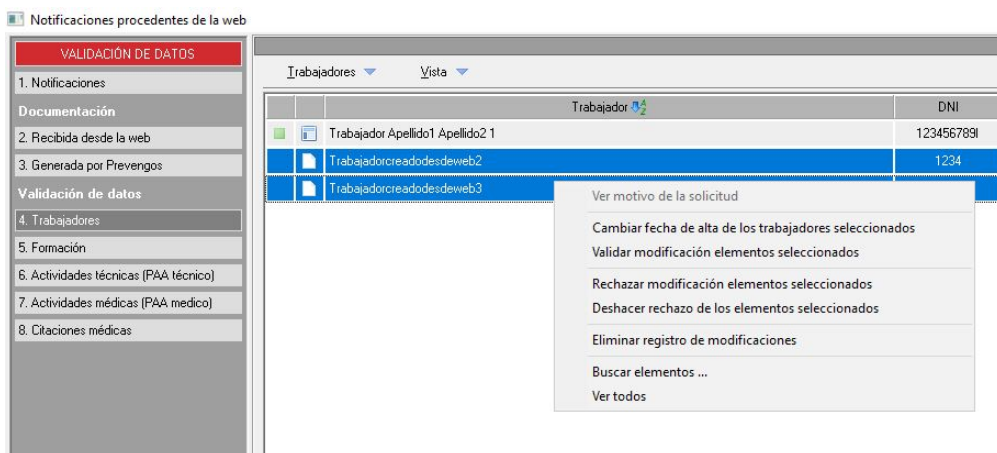 Notificaciones procedentes de la web
VALIDACIÓN DE DATOS
1. Notificaciones
Documentación
2. Recibida desde la web
3. Generada por Prevengos
Validación de datos
4. Trabajadores
5. Formación
6. Actividades técnicas (PAA técnico)
7. Actividades médicas (PAA medico)
8. Citaciones médicas
Trabajadores Vista
Trabajador DNI
Trabajador Apellido1 Apellido2 1 123456789I
Trabajadorcreadodesdeweb2 1234
Trabajadorcreadodesdeweb3
Ver motivo de la solicitud
Cambiar fecha de alta de los trabajadores seleccionados
Validar modificación elementos seleccionados
Rechazar modificación elementos seleccionados
Deshacer rechazo de los elementos seleccionados
Eliminar registro de modificaciones
Buscar elementos ...
Ver todos